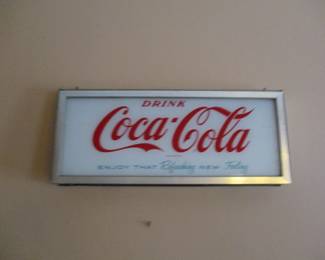 DRINK
Coca-Cola
ENJOY THAT Refreshing NEW Feeling